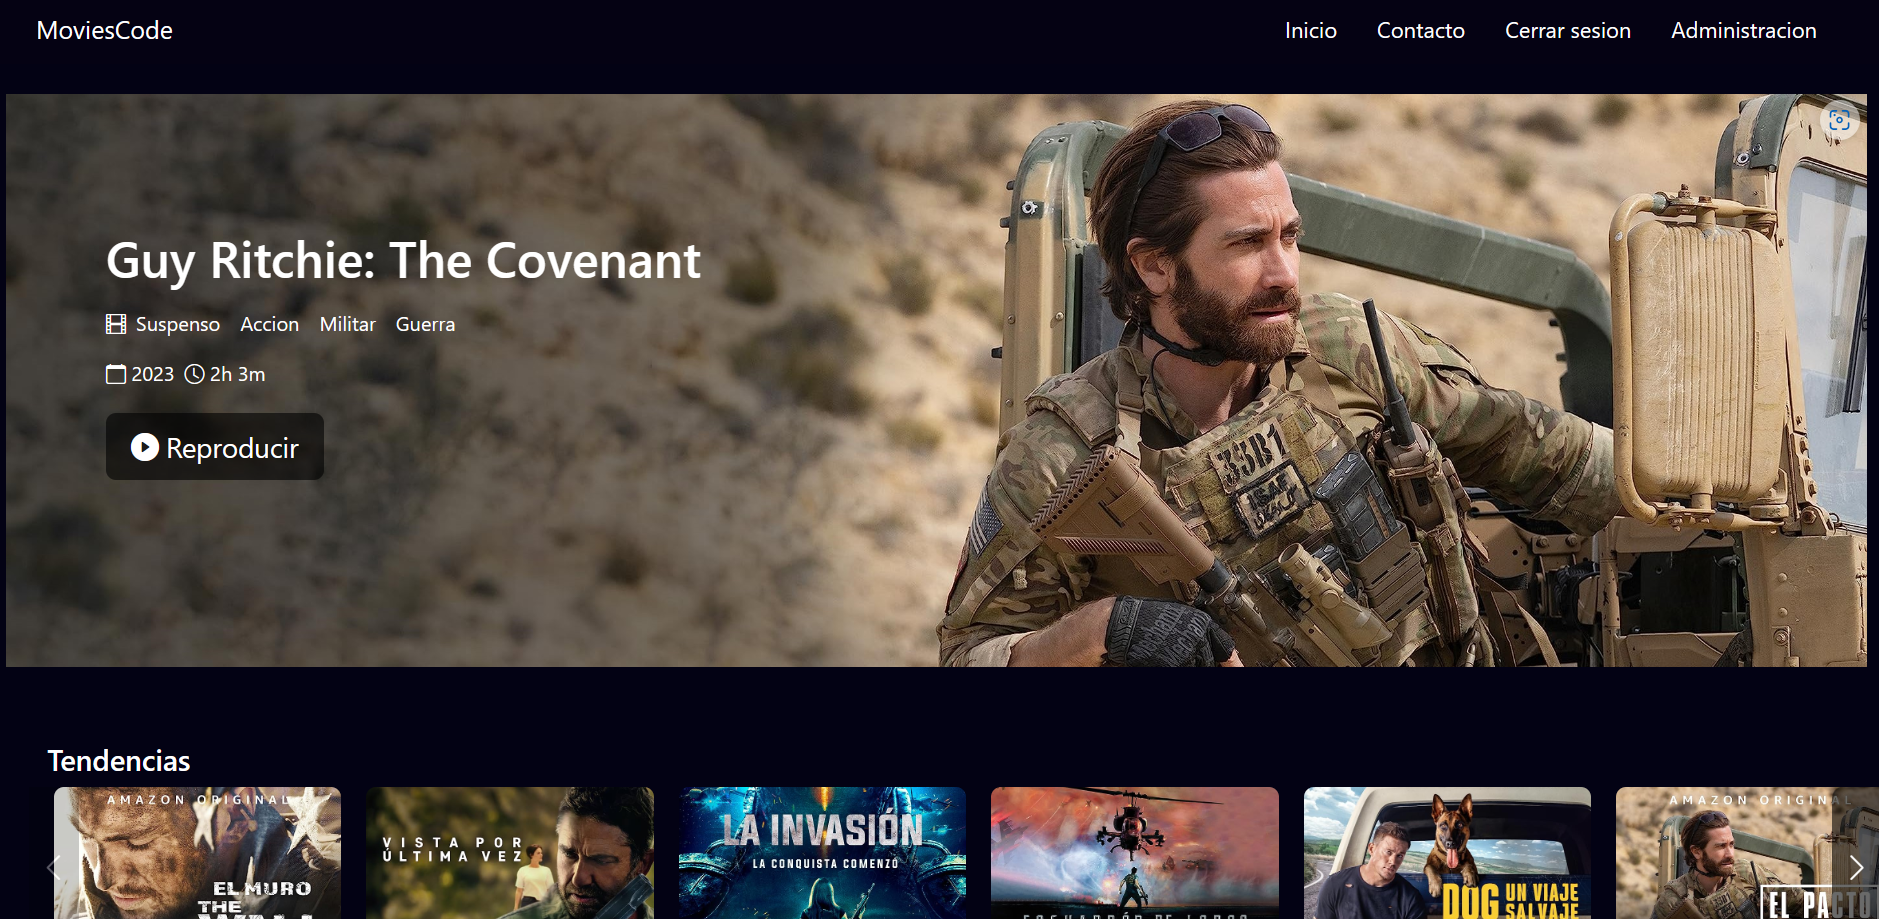 MoviesCode
Inicio Contacto Cerrar sesion Administracion
Guy Ritchie: The Covenant
Suspenso Accion Militar Guerra
2023 2h 3m
Reproducir
33B1
ISAF
Tendencias
AMAZON ORIGINAL
EL MURO
THE
VISTA POR
ÚLTIMA VEZ
LA INVASIÓN
LA CONQUISTA COMENZÓ
DOG UN VIAJE
SALVAJE
AMAZON ORIGINAL
EL PACTO